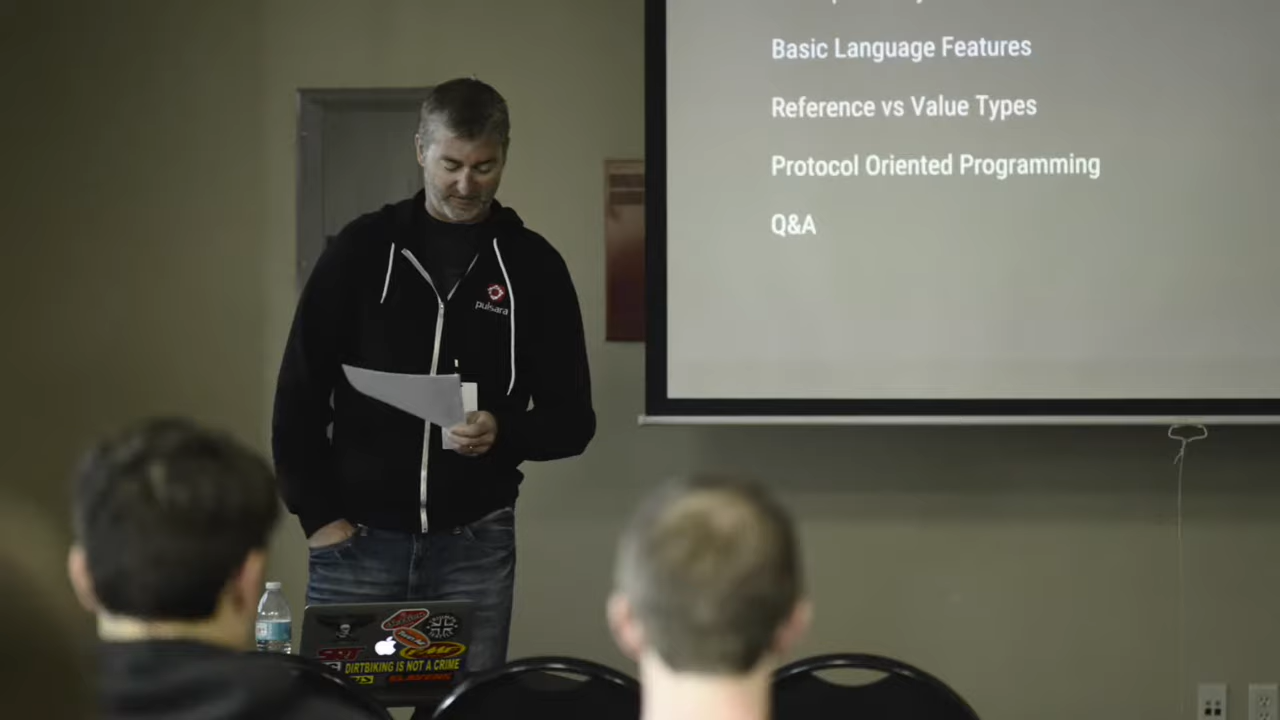 Basic Language Features
Reference vs Value Types
Protocol Oriented Programming
Q&A
pulsara
DIRTBIKING IS NOT A CRIME